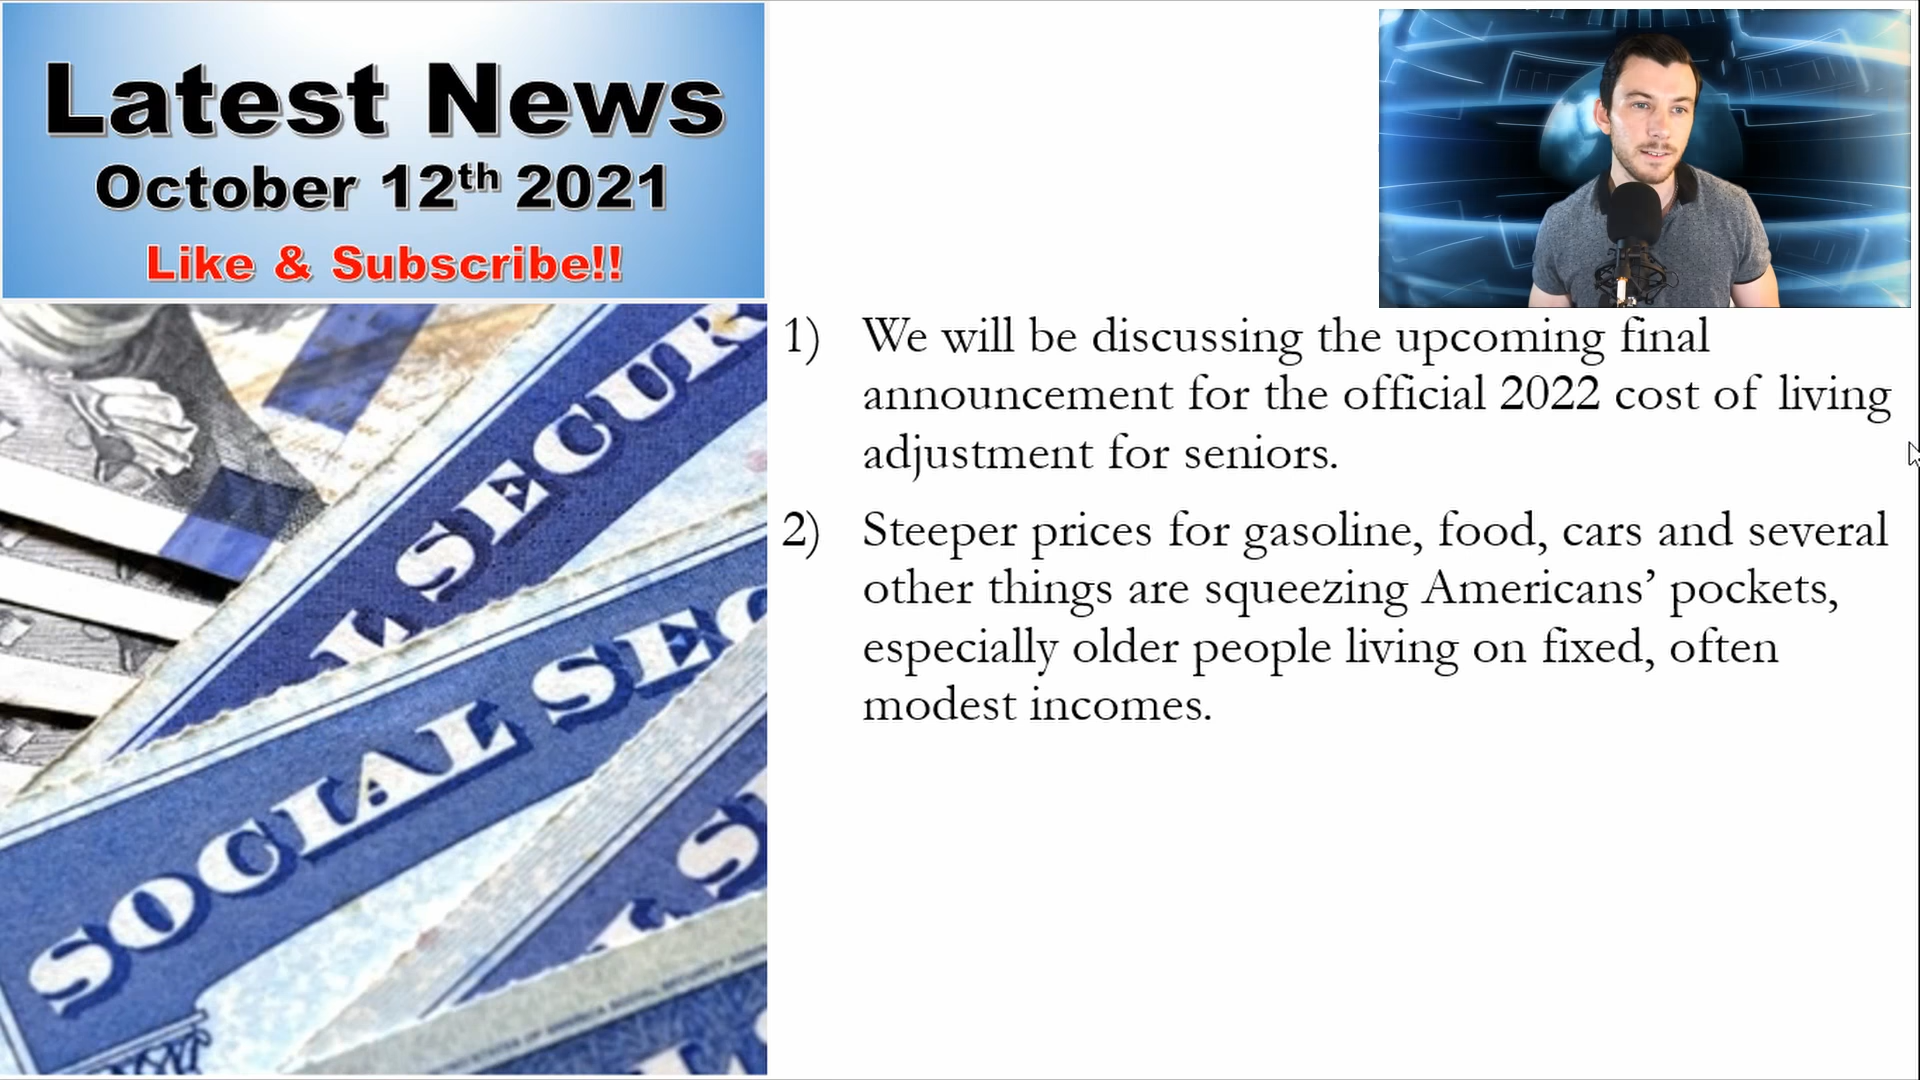 Latest News
October 12th 2021
Like & Subscribe!!
1) We will be discussing the upcoming final
announcement for the official 2022 cost of living
adjustment for seniors.
2) Steeper prices for gasoline, food, cars and several
other things are squeezing Americans’ pockets,
especially older people living on fixed, often
modest incomes.
L SECUR
SOCIAL SEC